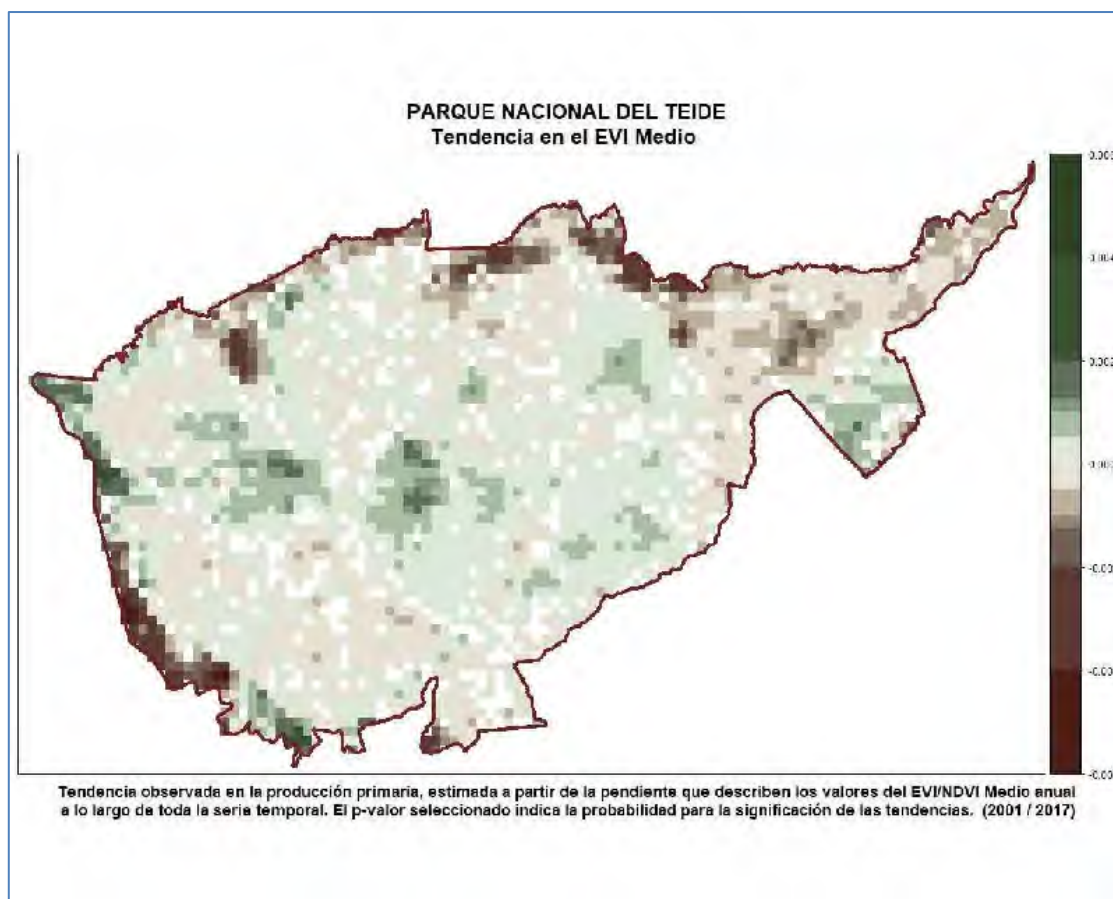 PARQUE NACIONAL DEL TEIDE
Tendencia en el EVI Medio
Tendencia observada en la producción primaria, estimada a partir de la pendiente que describen los valores del EVI/NDVI Medio anual
a lo largo de toda la serie temporal. El p-valor seleccionado indica la probabilidad para la significación de las tendencias. (2001 / 2017)